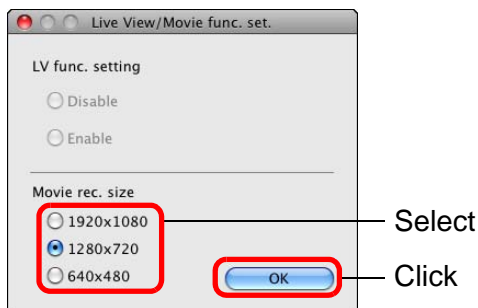 Live View/Movie func. set.
LV func. setting
Disable
Enable
Movie rec. size
1920x1080
1280x720
640x480
OK
Select
Click